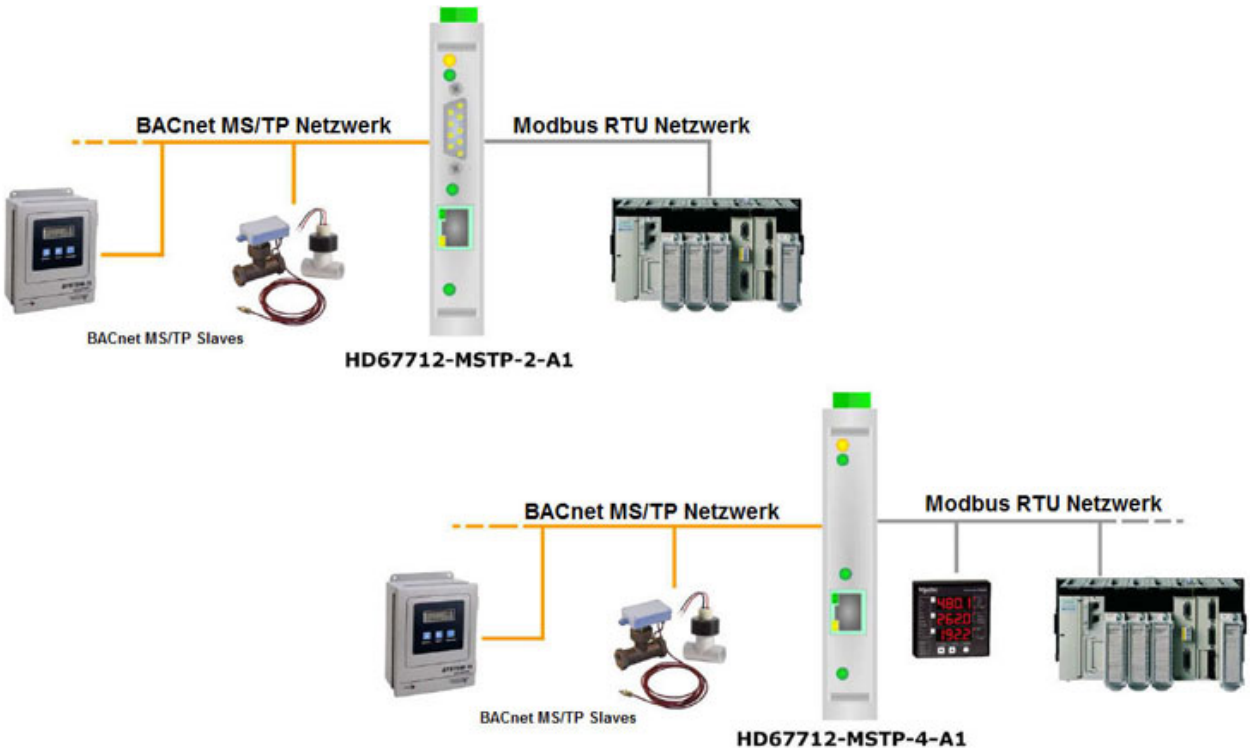 BACnet MS/TP Netzwerk
Modbus RTU Netzwerk
BACnet MS/TP Slaves
HD67712-MSTP-2-A1
BACnet MS/TP Netzwerk
Modbus RTU Netzwerk
480.1
262.0
192.2
BACnet MS/TP Slaves
HD67712-MSTP-4-A1